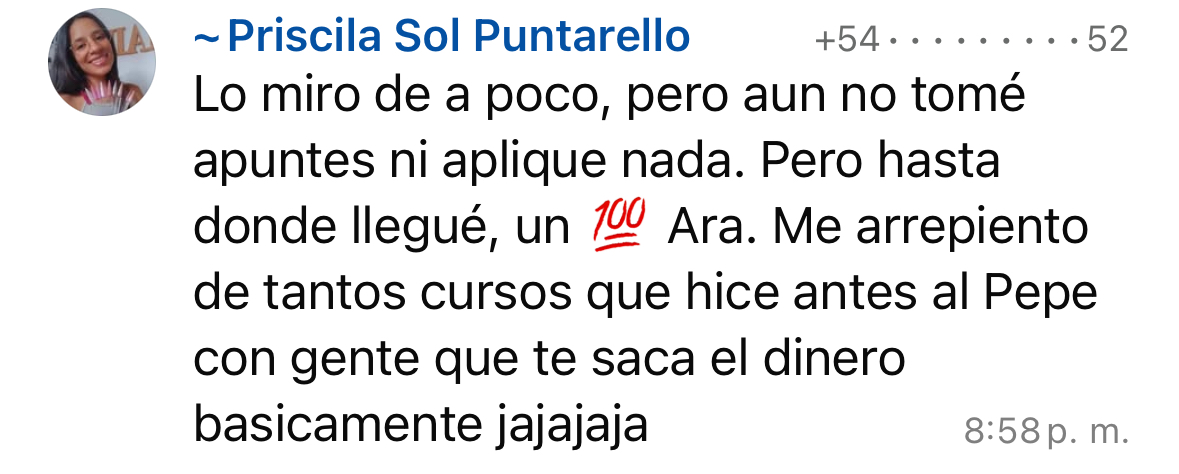 ~Priscila Sol Puntarello +54·········52
Lo miro de a poco, pero aun no tomé
apuntes ni aplique nada. Pero hasta
donde llegué, un 💯 Ara. Me arrepiento
de tantos cursos que hice antes al Pepe
con gente que te saca el dinero
basicamente jajajaja 8:58 p. m.